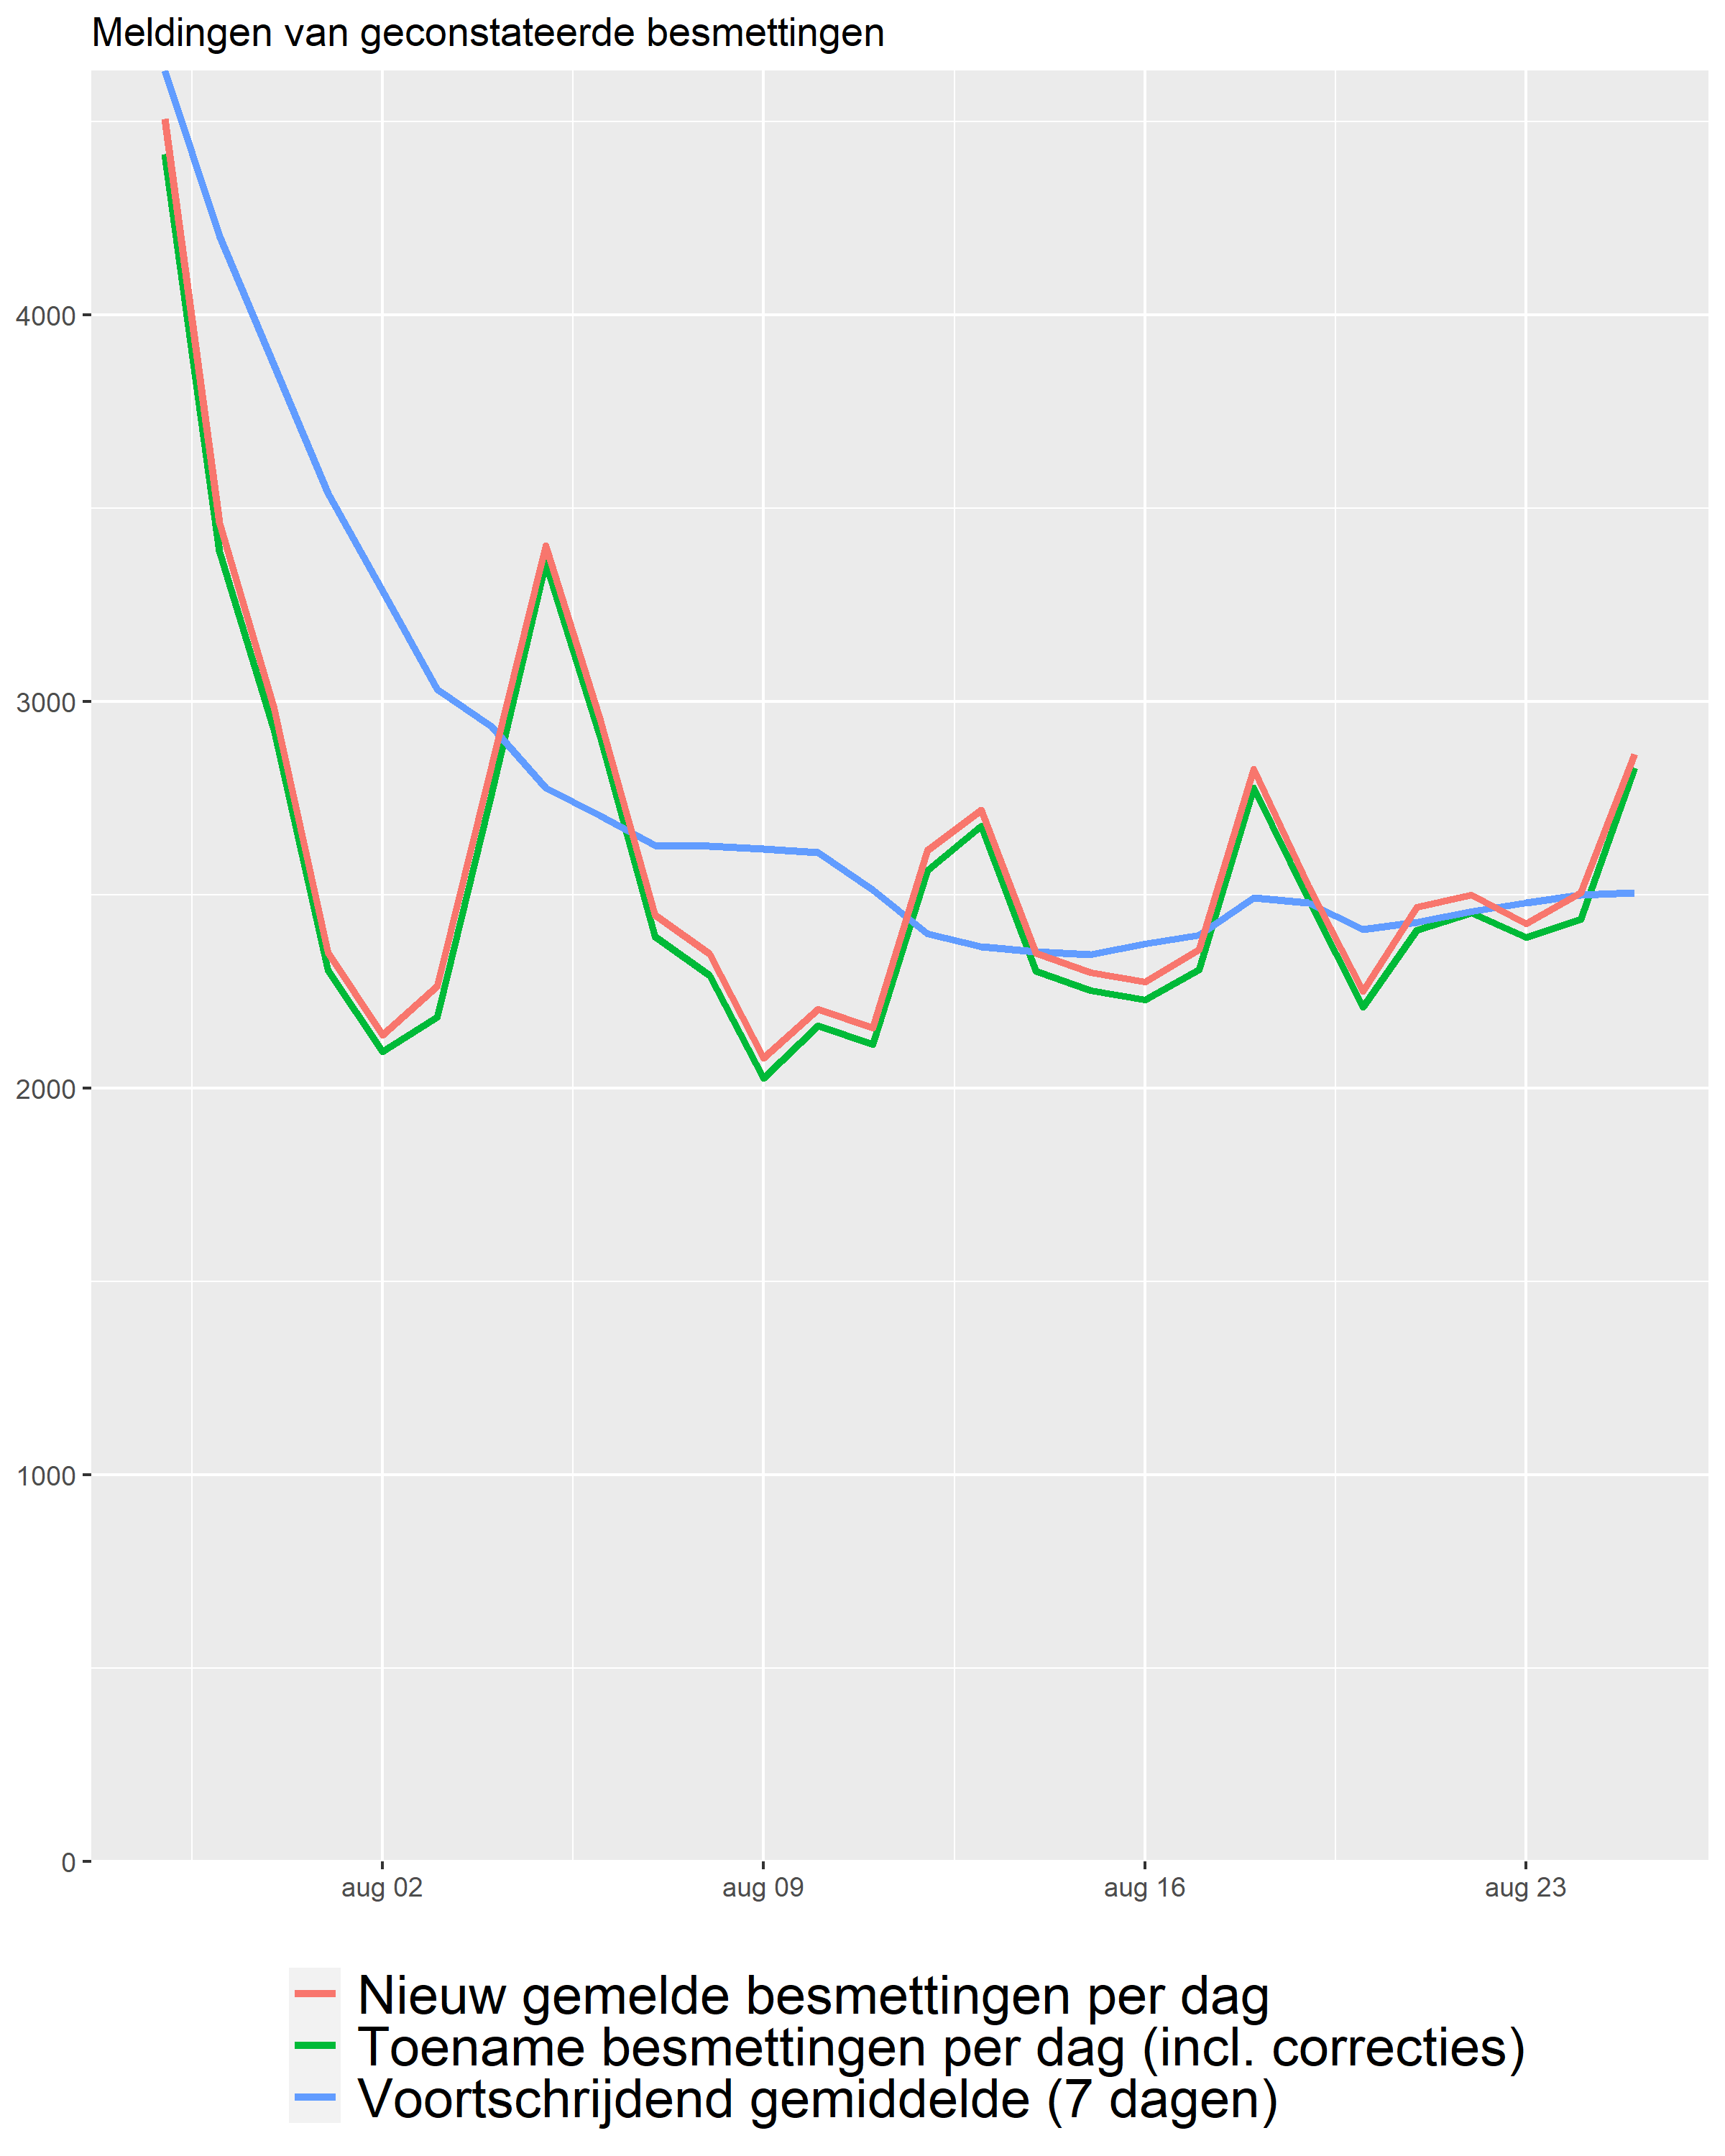 Meldingen van geconstateerde besmettingen
4000
3000
2000
1000
0
aug 02
aug 09
aug 16
aug 23
Nieuw gemelde besmettingen per dag
Toename besmettingen per dag (incl. correcties)
Voortschrijdend gemiddelde (7 dagen)